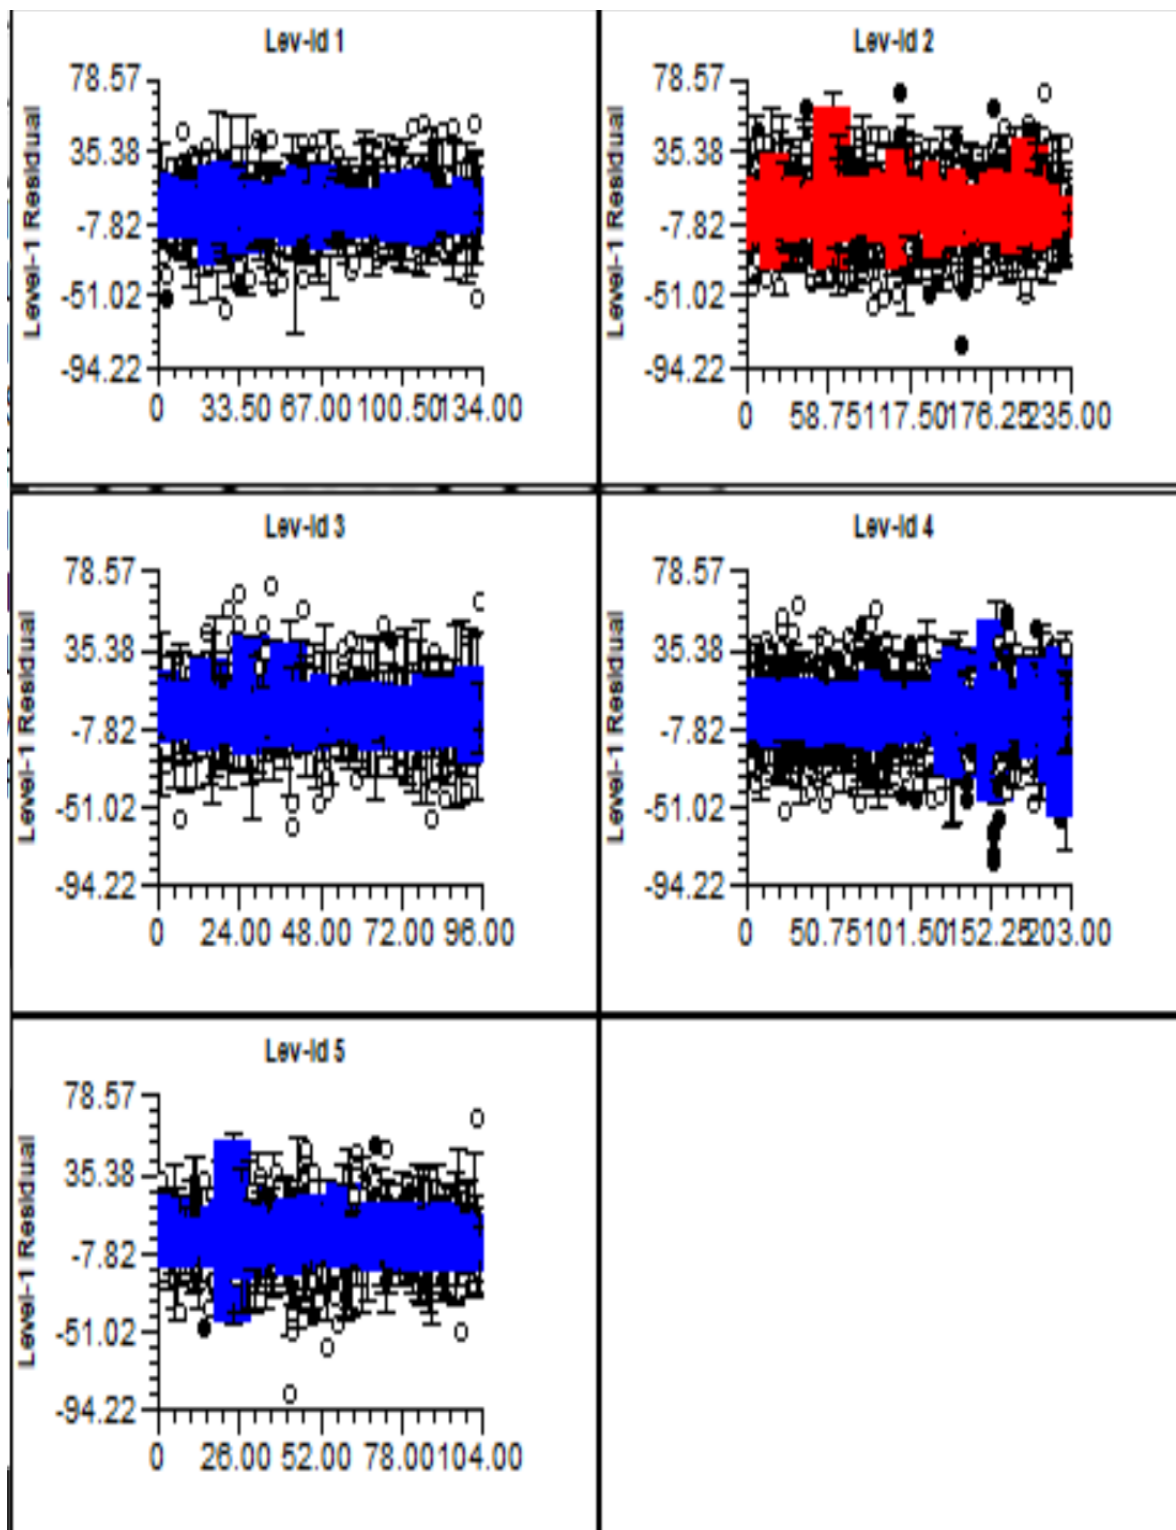 Lev-id 1
Level-1 Residual
78.57
35.38
-7.82
-51.02
-94.22
0 33.50 67.00 100.50 134.00
Lev-id 2
Level-1 Residual
78.57
35.38
-7.82
-51.02
-94.22
0 58.75 117.50 176.25 235.00
Lev-id 3
Level-1 Residual
78.57
35.38
-7.82
-51.02
-94.22
0 24.00 48.00 72.00 96.00
Lev-id 4
Level-1 Residual
78.57
35.38
-7.82
-51.02
-94.22
0 50.75 101.50 152.25 203.00
Lev-id 5
Level-1 Residual
78.57
35.38
-7.82
-51.02
-94.22
0 26.00 52.00 78.00 104.00